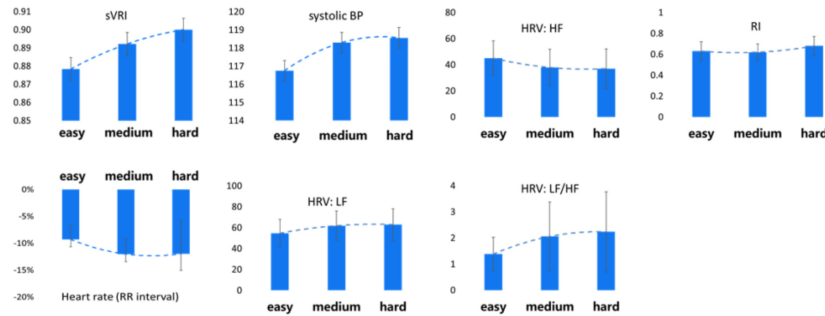 sVRI
0.91
0.90
0.89
0.88
0.87
0.86
0.85
easy medium hard
systolic BP
120
119
118
117
116
115
114
easy medium hard
HRV: HF
80
60
40
20
0
easy medium hard
RI
1
0.8
0.6
0.4
0.2
0
easy medium hard
easy medium hard
0%
-5%
-10%
-15%
-20%
Heart rate (RR interval)
HRV: LF
100
80
60
40
20
0
easy medium hard
HRV: LF/HF
4
3
2
1
0
easy medium hard